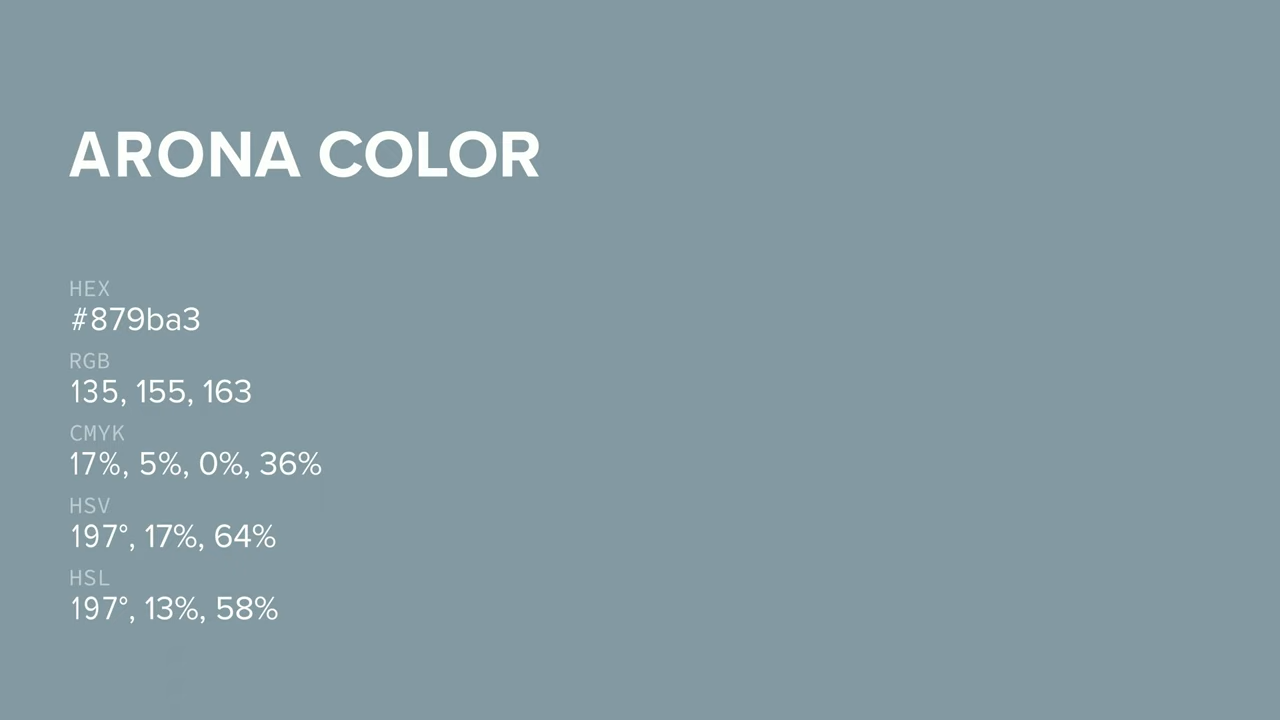 ARONA COLOR
HEX
#879ba3
RGB
135, 155, 163
CMYK
17%, 5%, 0%, 36%
HSV
197°, 17%, 64%
HSL
197°, 13%, 58%